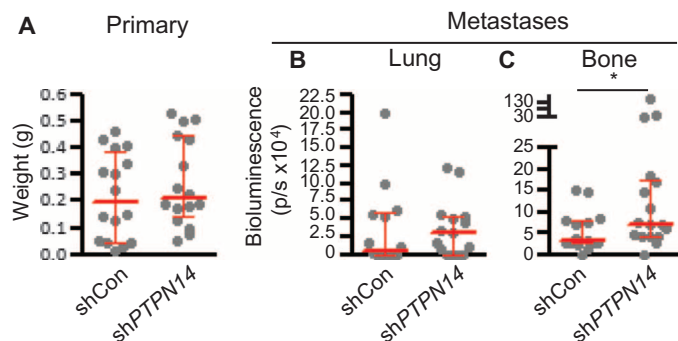 A Primary
Metastases
B Lung
C Bone
*
Weight (g)
0.6
0.5
0.4
0.3
0.2
0.1
0.0
shCon
shPTPN14
Bioluminescence
(p/s x10⁴)
22.5
20.0
17.5
15.0
12.5
10.0
7.5
5.0
2.5
0
shCon
shPTPN14
130
30
25
20
15
10
5
0
shCon
shPTPN14